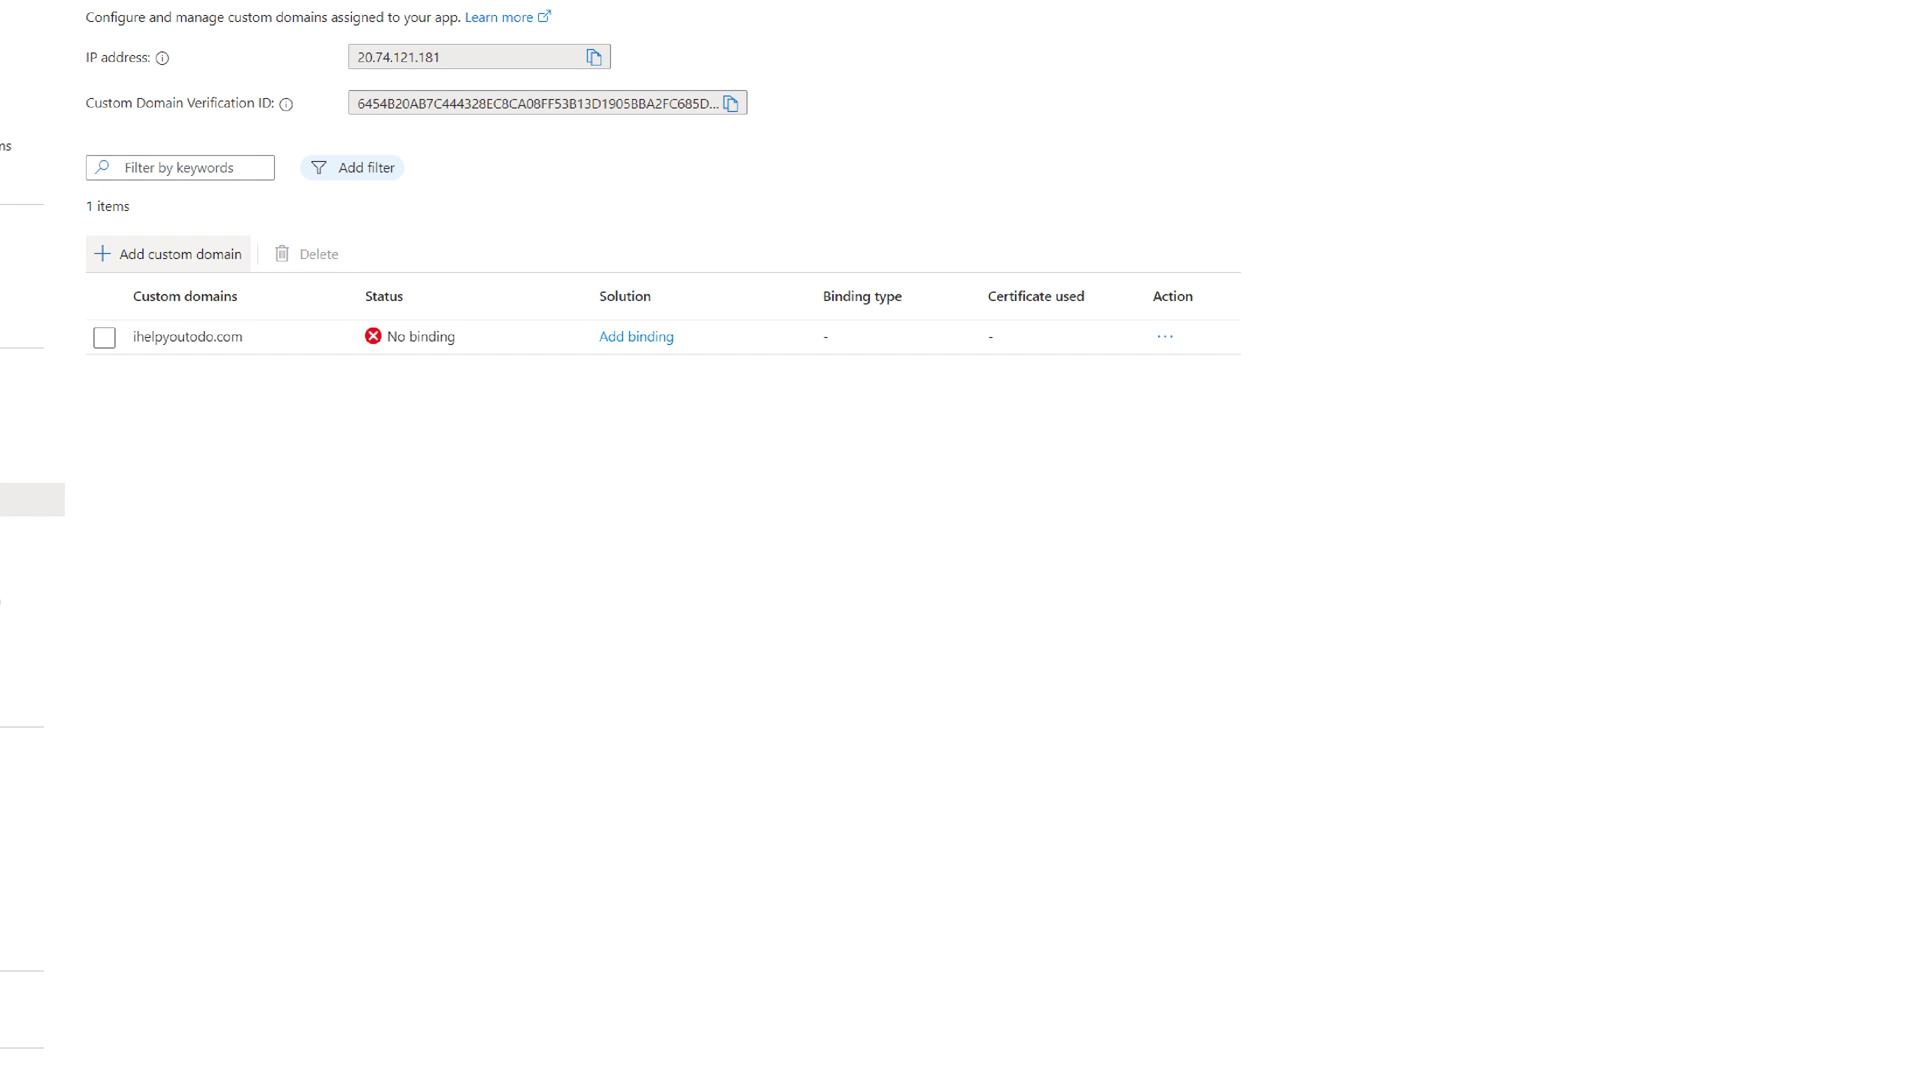 Configure and manage custom domains assigned to your app. Learn more
IP address:
20.74.121.181
Custom Domain Verification ID:
6454B20AB7C444328EC8CA08FF53B13D1905BBA2FC685D...
ns
Filter by keywords
Add filter
1 items
Add custom domain
Delete
Custom domains Status Solution Binding type Certificate used Action
ihelpyoutodo.com No binding Add binding - - ...